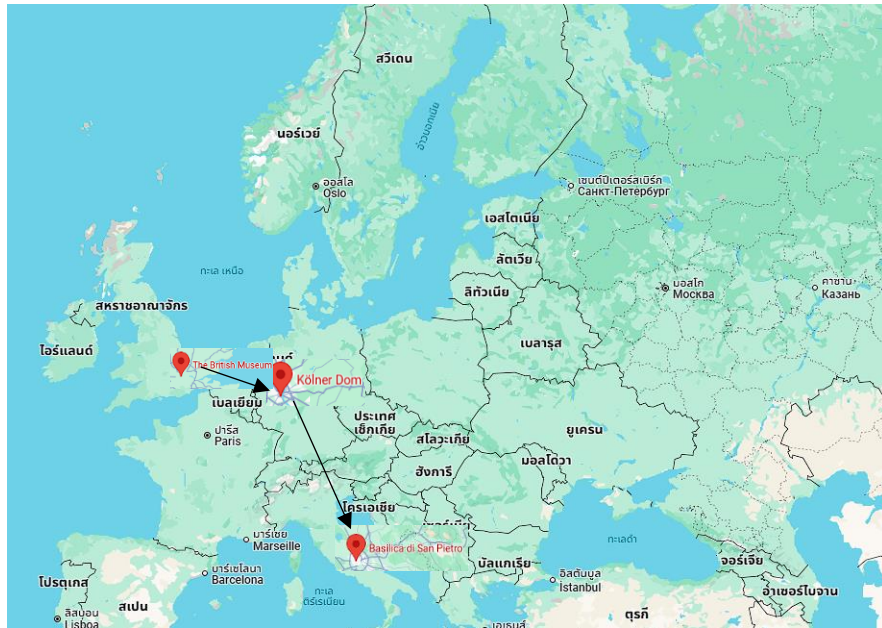 สวีเดน
นอร์เวย์
อ่าวบอทเนีย
ออสโล
Oslo
เซนต์ปีเตอร์สเบิร์ก
Санкт-Петербург
เอสโตเนีย
ทะเล เหนือ
ลัตเวีย
มอสโก
Москва
คาซาน
Казань
ลิทัวเนีย
สหราชอาณาจักร
เบลารุส
ไอร์แลนด์
The British Museum
Kölner Dom
เบลเยียม
ประเทศ
เช็กเกีย
ปารีส
Paris
สโลวะเกีย
ยูเครน
ฮังการี
มอลโดวา
โครเอเชีย
มาร์เซย
Marseille
Basilica di San Pietro
ทะเลดำ
บาร์เซโลนา
Barcelona
บัลแกเรีย
จอร์เจีย
โปรตุเกส
อิสตันบูล
İstanbul
อาเซอร์ไบจาน
ทะเล
ติร์เรเนียน
สเปน
ลิสบอน
Lisboa
ตุรกี